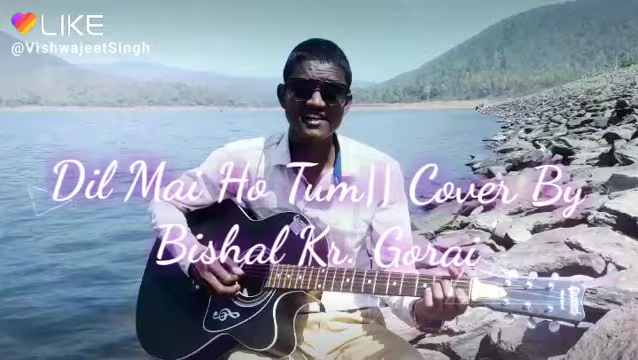 LIKE
@VishwajeetSingh
Dil Mai Ho Tum|| Cover By
Bishal Kr. Gorai